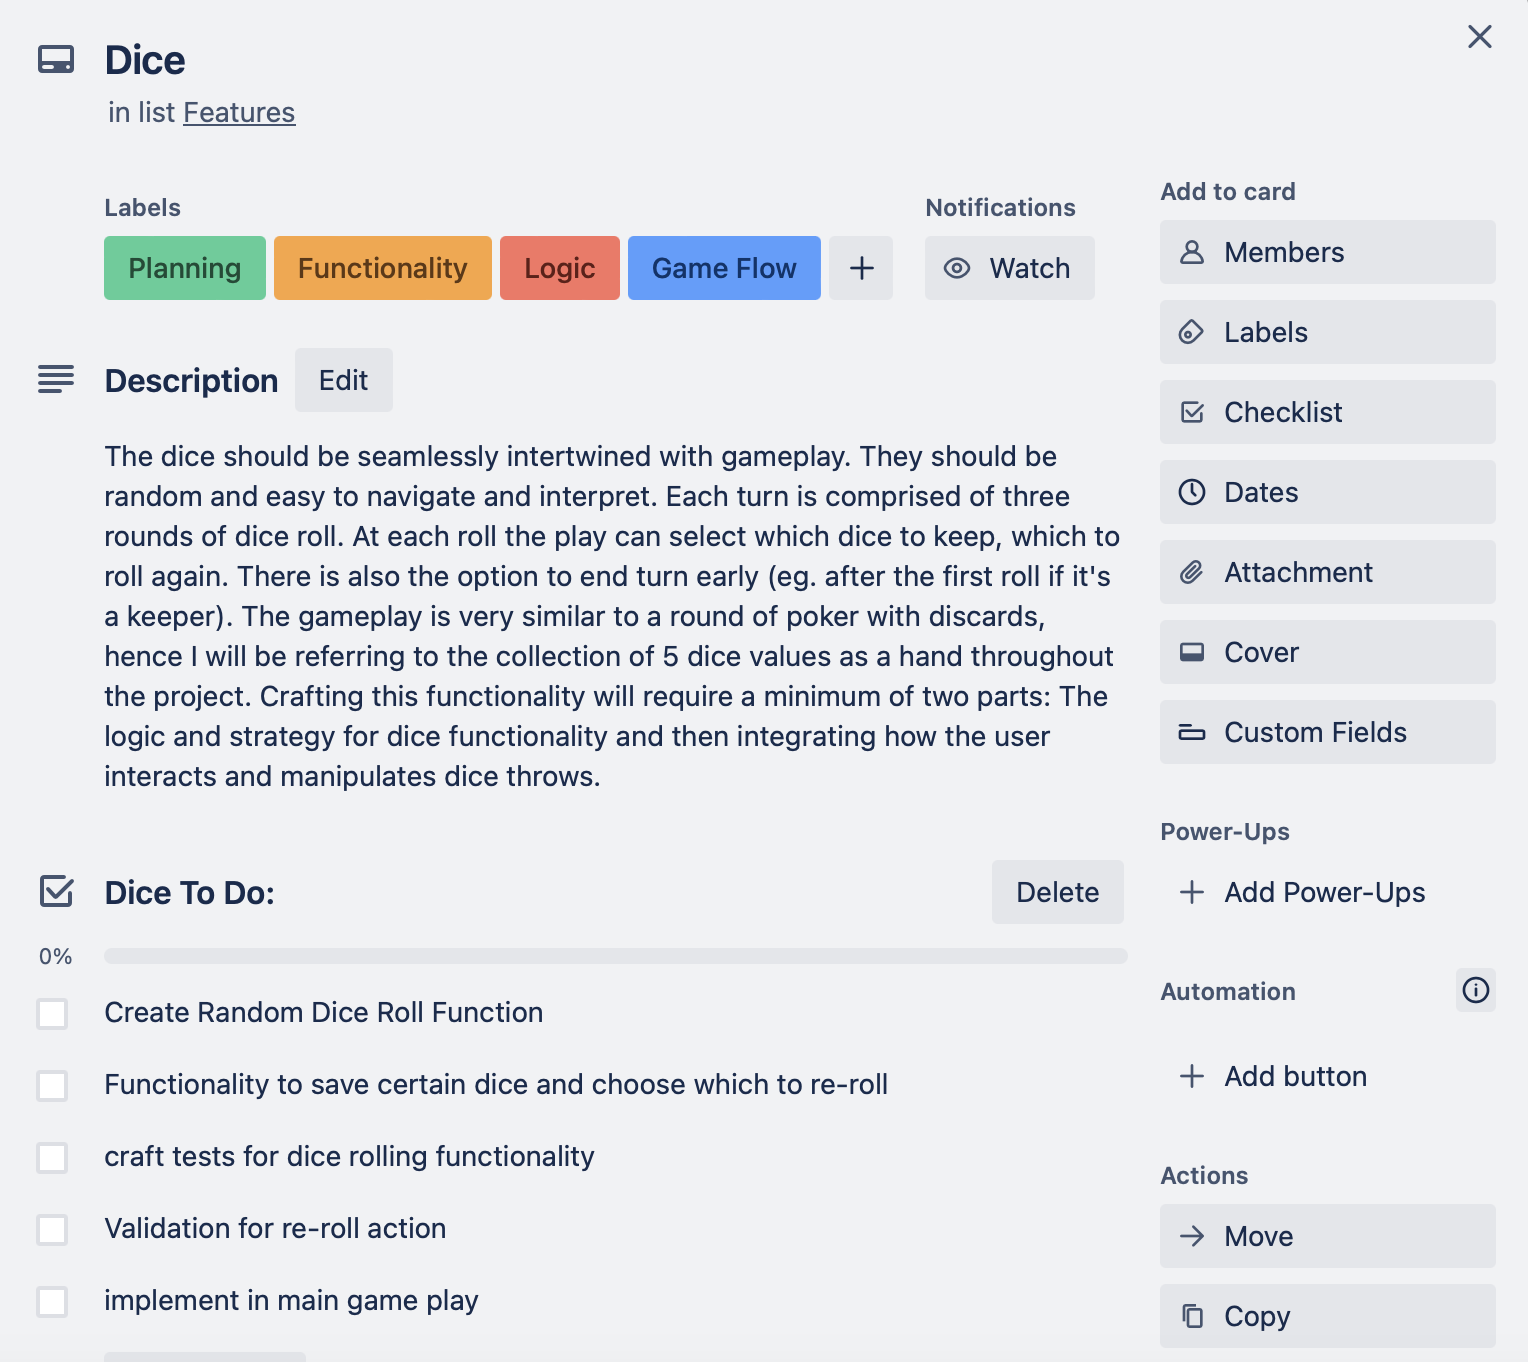 Dice
in list Features
Labels
Planning
Functionality
Logic
Game Flow
Notifications
Watch
Description
Edit
The dice should be seamlessly intertwined with gameplay. They should be
random and easy to navigate and interpret. Each turn is comprised of three
rounds of dice roll. At each roll the play can select which dice to keep, which to
roll again. There is also the option to end turn early (eg. after the first roll if it's
a keeper). The gameplay is very similar to a round of poker with discards,
hence I will be referring to the collection of 5 dice values as a hand throughout
the project. Crafting this functionality will require a minimum of two parts: The
logic and strategy for dice functionality and then integrating how the user
interacts and manipulates dice throws.
Dice To Do:
Delete
0%
Create Random Dice Roll Function
Functionality to save certain dice and choose which to re-roll
craft tests for dice rolling functionality
Validation for re-roll action
implement in main game play
Add to card
Members
Labels
Checklist
Dates
Attachment
Cover
Custom Fields
Power-Ups
Add Power-Ups
Automation
Add button
Actions
Move
Copy